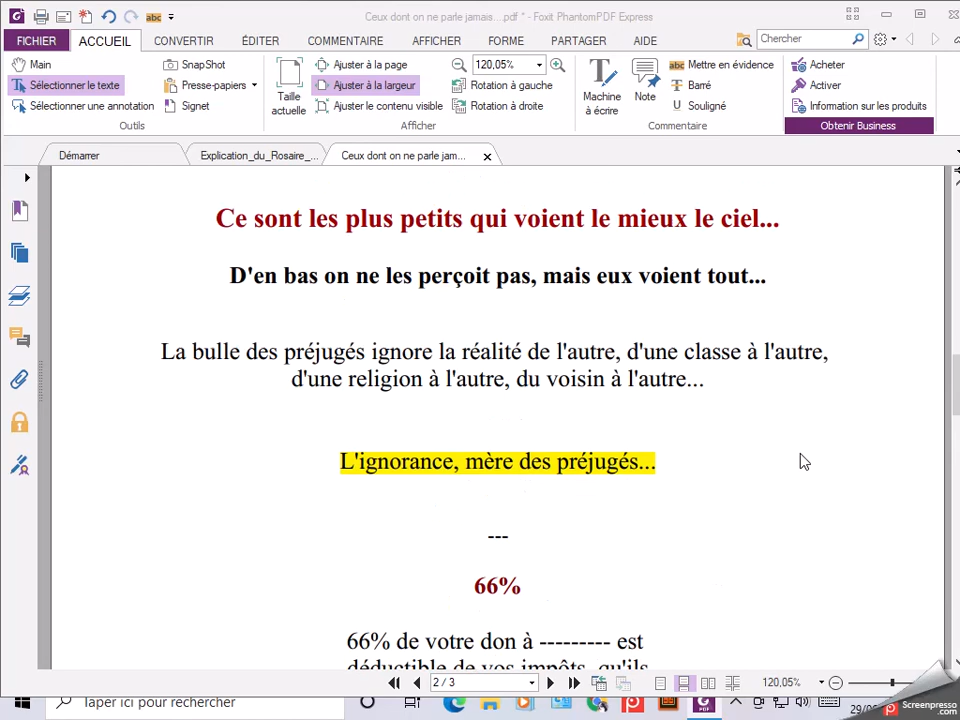 Ceux dont on ne parle jamais....pdf * - Foxit PhantomPDF Express
FICHIER ACCUEIL CONVERTIR ÉDITER COMMENTAIRE AFFICHER FORME PARTAGER AIDE Chercher
Main SnapShot Ajuster à la page 120,05% Mettre en évidence Acheter
Sélectionner le texte Presse-papiers Ajuster à la largeur Rotation à gauche Barré Activer
Sélectionner une annotation Signet Taille actuelle Ajuster le contenu visible Rotation à droite Machine à écrire Note Souligné Information sur les produits
Outils Afficher Commentaire Obtenir Business
Démarrer Explication_du_Rosaire_... Ceux dont on ne parle jam...
Ce sont les plus petits qui voient le mieux le ciel...
D'en bas on ne les perçoit pas, mais eux voient tout...
La bulle des préjugés ignore la réalité de l'autre, d'une classe à l'autre,
d'une religion à l'autre, du voisin à l'autre...
L'ignorance, mère des préjugés...
---
66%
66% de votre don à --------- est
déductible de vos impôts, qu'ils
2 / 3 120,05%
Taper ici pour rechercher
Screenpresso.com